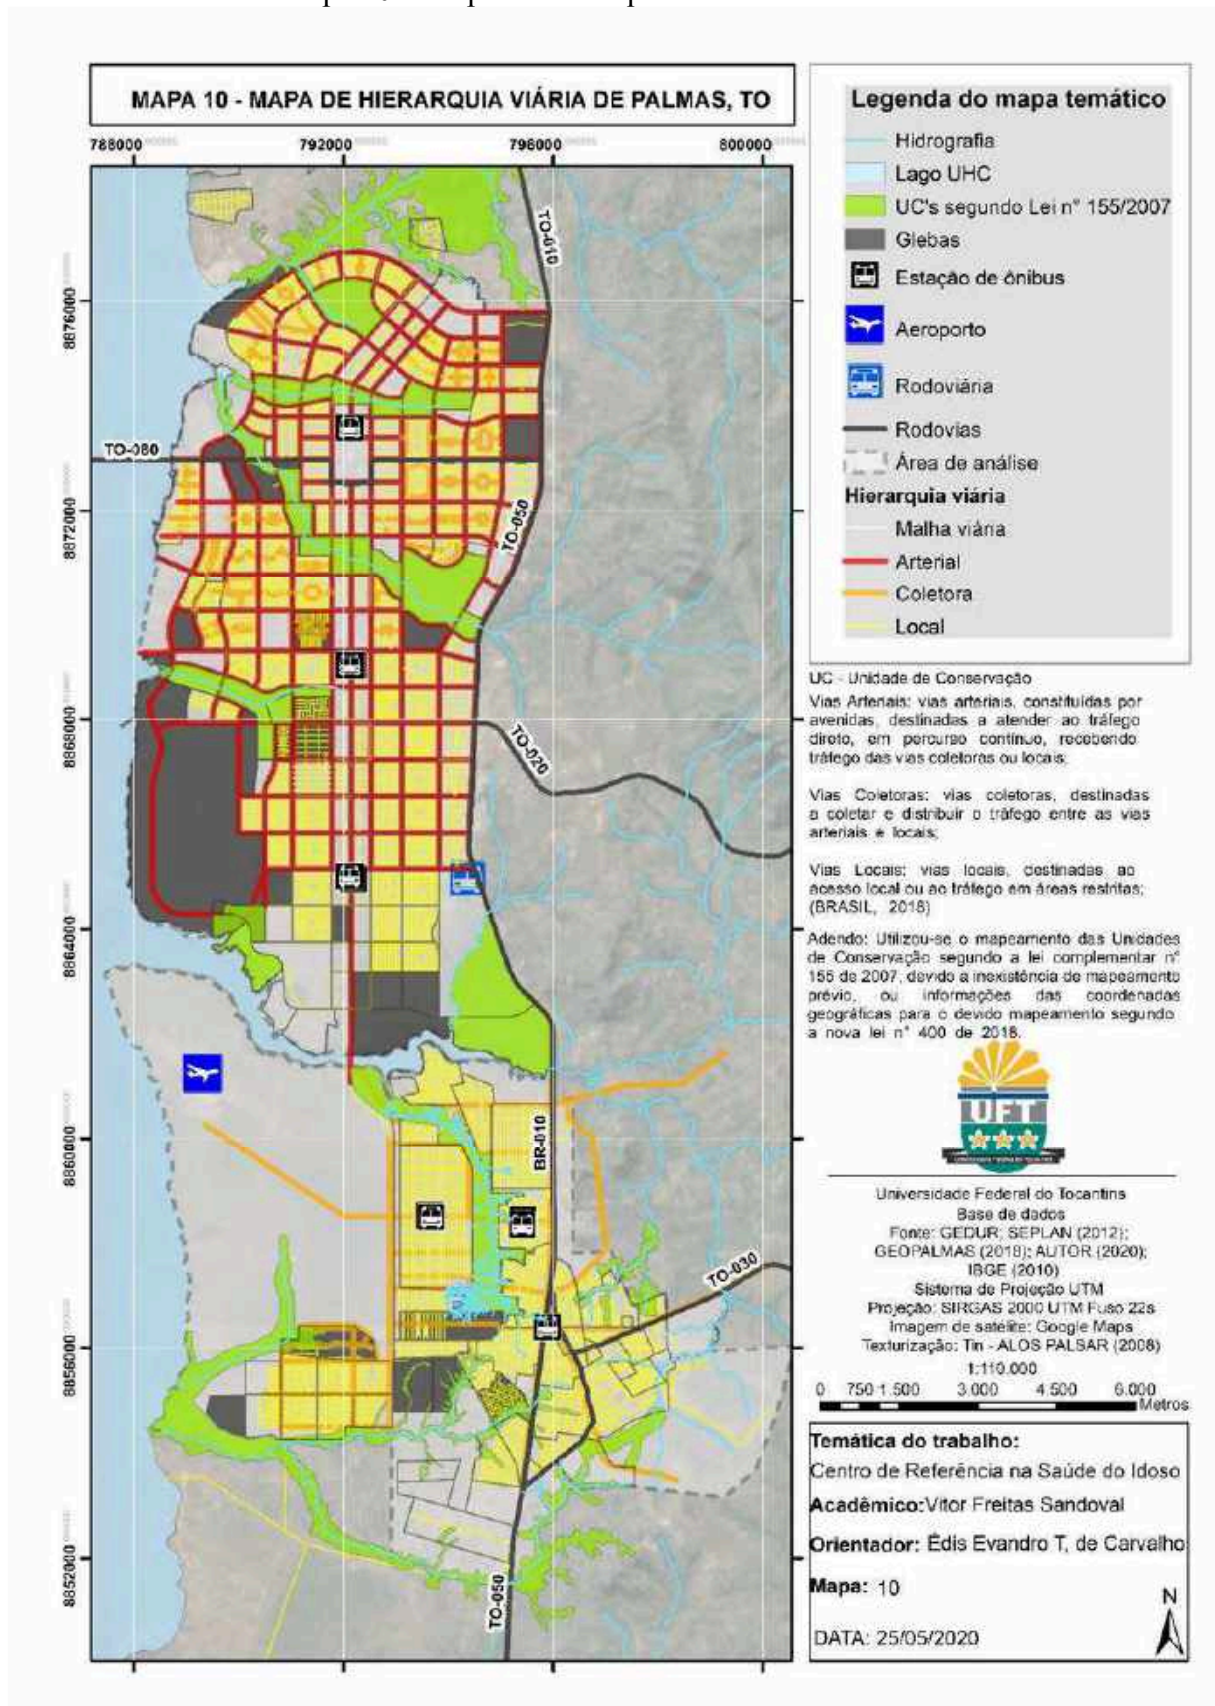 MAPA 10 - MAPA DE HIERARQUIA VIÁRIA DE PALMAS, TO
788000
792000
796000
800000
8876000
8872000
8868000
8864000
8860000
8856000
8852000
TO-010
TO-080
TO-050
TO-020
BR-010
TO-030
TO-050
Legenda do mapa temático
Hidrografia
Lago UHC
UC's segundo Lei n° 155/2007
Glebas
Estação de ônibus
Aeroporto
Rodoviária
Rodovias
Área de análise
Hierarquia viária
Malha viária
Arterial
Coletora
Local
UC - Unidade de Conservação
Vias Arteriais: vias arteriais, constituídas por
avenidas, destinadas a atender ao tráfego
direto, em percurso contínuo, recebendo
tráfego das vias coletoras ou locais;
Vias Coletoras: vias coletoras, destinadas
a coletar e distribuir o tráfego entre as vias
arteriais e locais;
Vias Locais: vias locais, destinadas ao
acesso local ou ao tráfego em áreas restritas;
(BRASIL, 2018)
Adendo: Utilizou-se o mapeamento das Unidades
de Conservação segundo a lei complementar n°
155 de 2007, devido a inexistência de mapeamento
prévio, ou informações das coordenadas
geográficas para o devido mapeamento segundo
a nova lei n° 400 de 2018.
UFT
Universidade Federal do Tocantins
Base de dados
Fonte: GEDUR; SEPLAN (2012);
GEOPALMAS (2018); AUTOR (2020);
IBGE (2010)
Sistema de Projeção UTM
Projeção: SIRGAS 2000 UTM Fuso 22s
Imagem de satélite: Google Maps
Texturização: Tin - ALOS PALSAR (2008)
1:110.000
0 750 1.500 3.000 4.500 6.000
Metros
Temática do trabalho:
Centro de Referência na Saúde do Idoso
Acadêmico:Vitor Freitas Sandoval
Orientador: Édis Evandro T. de Carvalho
Mapa: 10
N
DATA: 25/05/2020